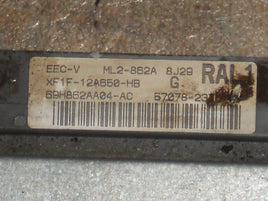 EEC-V ML2-862A 8J29 RAL1
XF1F-12A650-HB G
69H862AA04-AC 57078-23